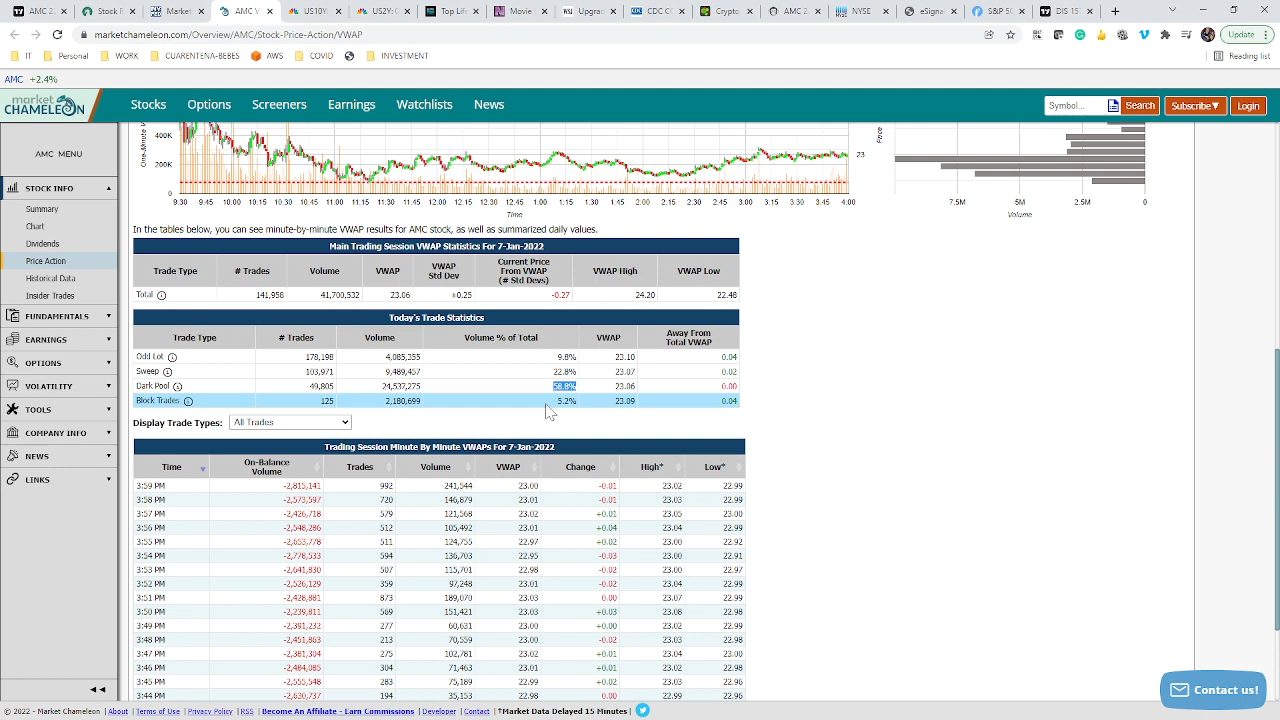 AMC 2
Stock F
Market
AMC V
US10Y
US2Y: C
Top Life
Movie
Upgrac
CDC CO
Crypto
AMC 2
NYSE
eSignal
S&P 50
DIS 15
marketchameleon.com/Overview/AMC/Stock-Price-Action/VWAP
Update
IT Personal WORK CUARENTENA-BEBES AWS COVID INVESTMENT Reading list
AMC +2.4%
market CHAMELEON Stocks Options Screeners Earnings Watchlists News Symbol... Search Subscribe▼ Login
AMC MENU
STOCK INFO
Summary
Chart
Dividends
Price Action
Historical Data
Insider Trades
FUNDAMENTALS
EARNINGS
OPTIONS
VOLATILITY
TOOLS
COMPANY INFO
NEWS
LINKS
400K
200K
0
23
Price
9:30 9:45 10:00 10:15 10:30 10:45 11:00 11:15 11:30 11:45 12:00 12:15 12:30 12:45 1:00 1:15 1:30 1:45 2:00 2:15 2:30 2:45 3:00 3:15 3:30 3:45 4:00
Time
7.5M 5M 2.5M 0
Volume
In the tables below, you can see minute-by-minute VWAP results for AMC stock, as well as summarized daily values.
Main Trading Session VWAP Statistics For 7-Jan-2022
Trade Type # Trades Volume VWAP VWAP Std Dev Current Price From VWAP (# Std Devs) VWAP High VWAP Low
Total 141,958 41,700,532 23.06 ±0.25 -0.27 24.20 22.48
Today's Trade Statistics
Trade Type # Trades Volume Volume % of Total VWAP Away From Total VWAP
Odd Lot 178,198 4,085,355 9.8% 23.10 0.04
Sweep 103,971 9,489,457 22.8% 23.07 0.02
Dark Pool 49,805 24,537,275 58.8% 23.06 0.00
Block Trades 125 2,180,699 5.2% 23.09 0.04
Display Trade Types: All Trades
Trading Session Minute By Minute VWAPs For 7-Jan-2022
Time On-Balance Volume Trades Volume VWAP Change High* Low*
3:59 PM -2,815,141 992 241,544 23.00 -0.01 23.02 22.99
3:58 PM -2,573,597 720 146,879 23.01 -0.01 23.03 22.99
3:57 PM -2,426,718 579 121,568 23.02 +0.01 23.05 23.00
3:56 PM -2,548,286 512 105,492 23.01 +0.04 23.04 22.99
3:55 PM -2,653,778 511 124,755 22.97 +0.02 23.00 22.92
3:54 PM -2,778,533 594 136,703 22.95 -0.03 23.00 22.91
3:53 PM -2,641,830 507 115,701 22.98 -0.02 23.00 22.97
3:52 PM -2,526,129 359 97,248 23.01 -0.02 23.04 22.99
3:51 PM -2,428,881 873 189,070 23.03 0.00 23.07 22.99
3:50 PM -2,239,811 569 151,421 23.03 +0.03 23.08 22.98
3:49 PM -2,391,232 277 60,631 23.00 0.00 23.02 22.99
3:48 PM -2,451,863 213 70,559 23.00 -0.02 23.03 22.98
3:47 PM -2,381,304 275 102,781 23.02 +0.01 23.04 23.00
3:46 PM -2,484,085 304 71,463 23.01 +0.01 23.02 22.98
3:45 PM -2,555,548 283 75,189 22.99 +0.02 23.03 22.96
3:44 PM -2,630,737 194 35,153 22.98 0.00 22.99 22.96
Contact us!
© 2022 - Market Chameleon | About | Terms of Use | Privacy Policy | RSS | Become An Affiliate - Earn Commissions | Developer | Contact | †Market Data Delayed 15 Minutes |